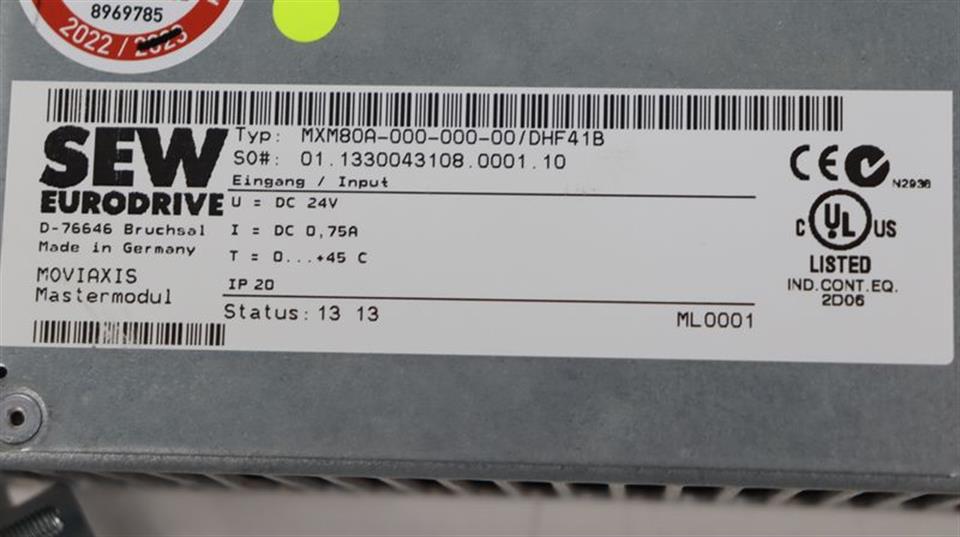 8969785
2022 / 2023
SEW
EURODRIVE
D-76646 Bruchsal
Made in Germany
MOVIAXIS
Mastermodul
Typ: MXM80A-000-000-00/DHF41B
SO#: 01.1330043108.0001.10
Eingang / Input
U = DC 24V
I = DC 0,75A
T = 0...+45 C
IP 20
Status: 13 13
ML0001
CE
N2936
C UL US
LISTED
IND.CONT.EQ.
2D06